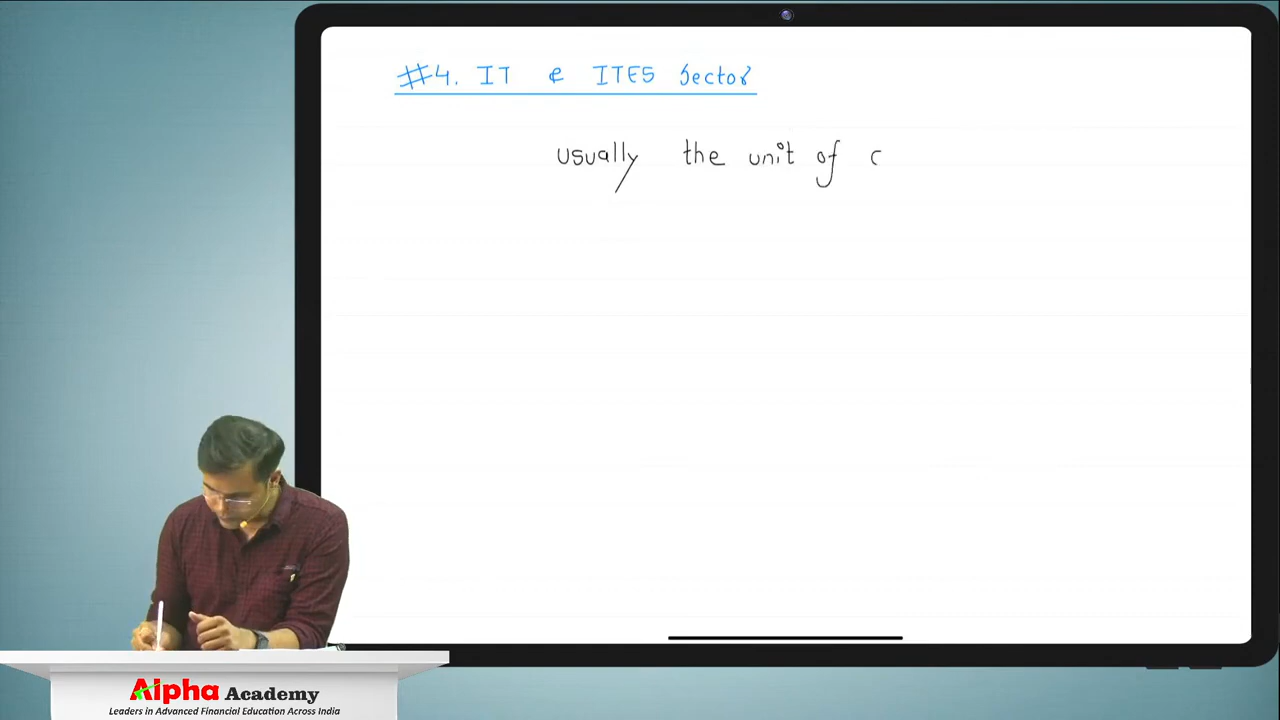 #4. IT & ITES Sector
usually the unit of c
Alpha Academy
Leaders in Advanced Financial Education Across India